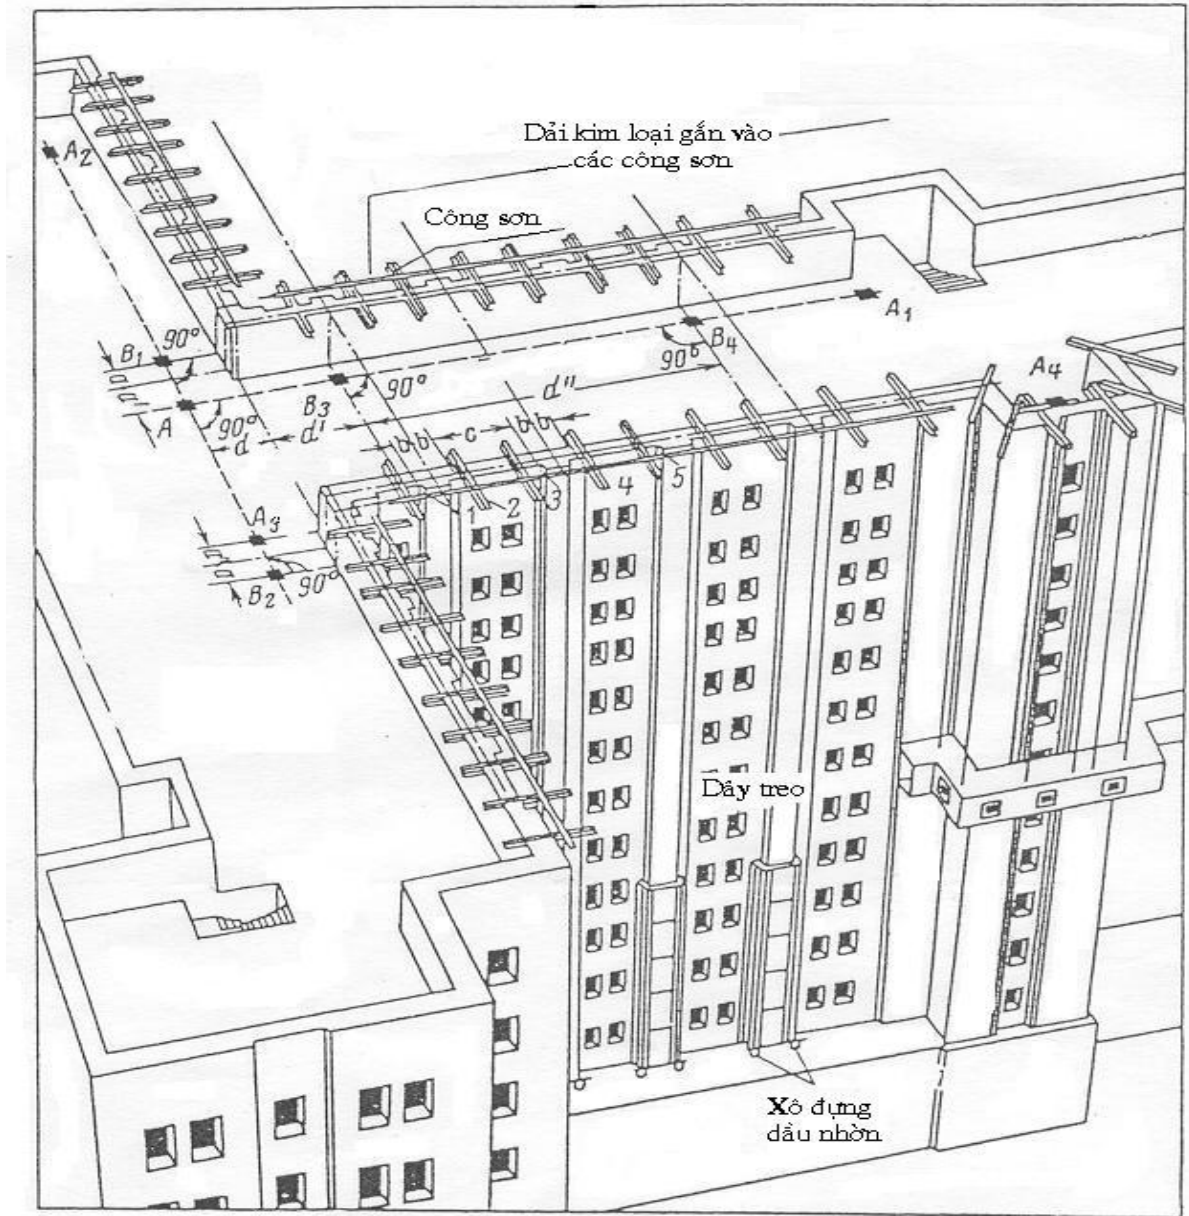 Dải kim loại gắn vào
các công sơn
A2
Công sơn
A1
90°
B1
B4
90°
90°
A4
A
90°
B3
d"
d
d'
b
b
c
b
b
1
2
3
4
5
A3
90°
B2
Dây treo
Xô đựng
dầu nhờn